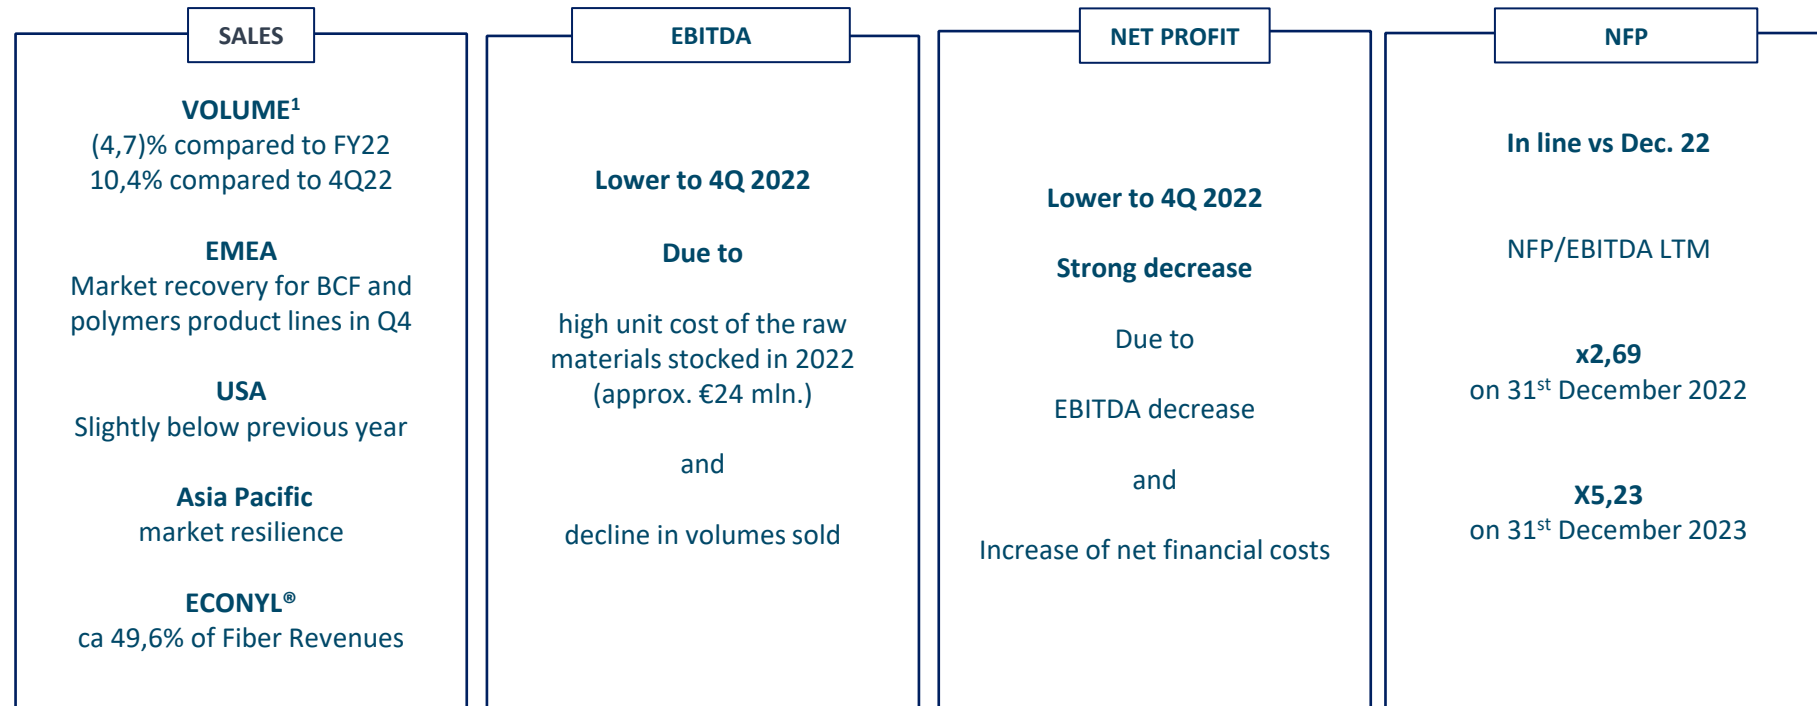 SALES
VOLUME¹
(4,7)% compared to FY22
10,4% compared to 4Q22
EMEA
Market recovery for BCF and
polymers product lines in Q4
USA
Slightly below previous year
Asia Pacific
market resilience
ECONYL®
ca 49,6% of Fiber Revenues
EBITDA
Lower to 4Q 2022
Due to
high unit cost of the raw
materials stocked in 2022
(approx. €24 mln.)
and
decline in volumes sold
NET PROFIT
Lower to 4Q 2022
Strong decrease
Due to
EBITDA decrease
and
Increase of net financial costs
NFP
In line vs Dec. 22
NFP/EBITDA LTM
x2,69
on 31st December 2022
X5,23
on 31st December 2023